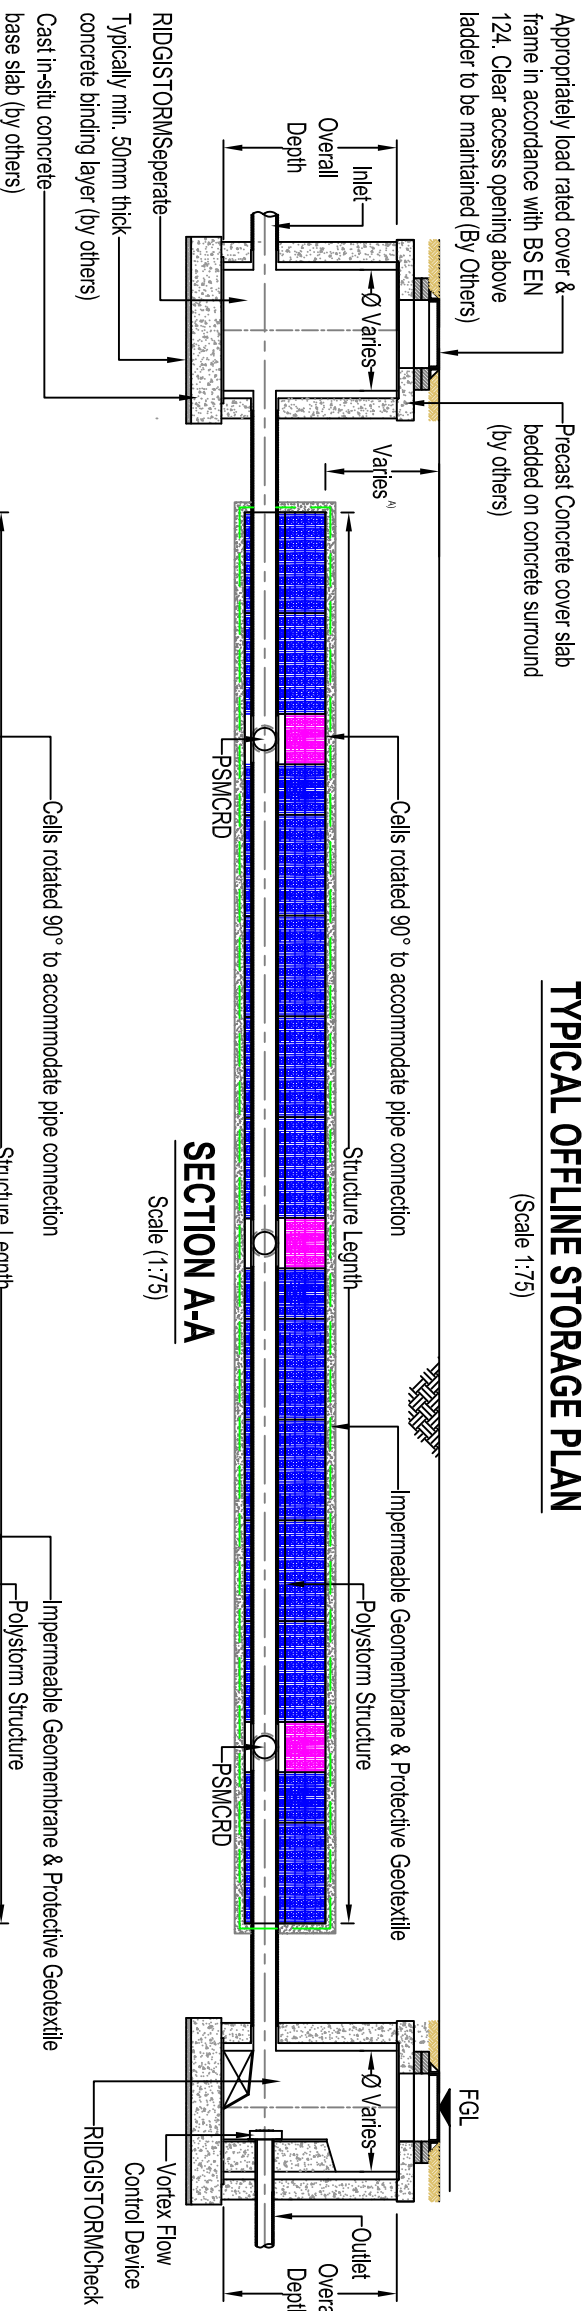 TYPICAL OFFLINE STORAGE PLAN
(Scale 1:75)
Appropriately load rated cover &
frame in accordance with BS EN
124. Clear access opening above
ladder to be maintained (By Others)
Precast Concrete cover slab
bedded on concrete surround
(by others)
FGL
Varies A)
Overall
Depth
Inlet
Ø Varies
RIDGISTORMSeperate
Typically min. 50mm thick
concrete binding layer (by others)
Cast in-situ concrete
base slab (by others)
Cells rotated 90° to accommodate pipe connection
Structure Legnth
Impermeable Geomembrane & Protective Geotextile
Polystorm Structure
PSMCRD
PSMCRD
Ø Varies
Outlet
Vortex Flow
Control Device
RIDGISTORMCheck
SECTION A-A
Scale (1:75)
Cells rotated 90° to accommodate pipe connection
Structure Legnth
Impermeable Geomembrane & Protective Geotextile
Polystorm Structure